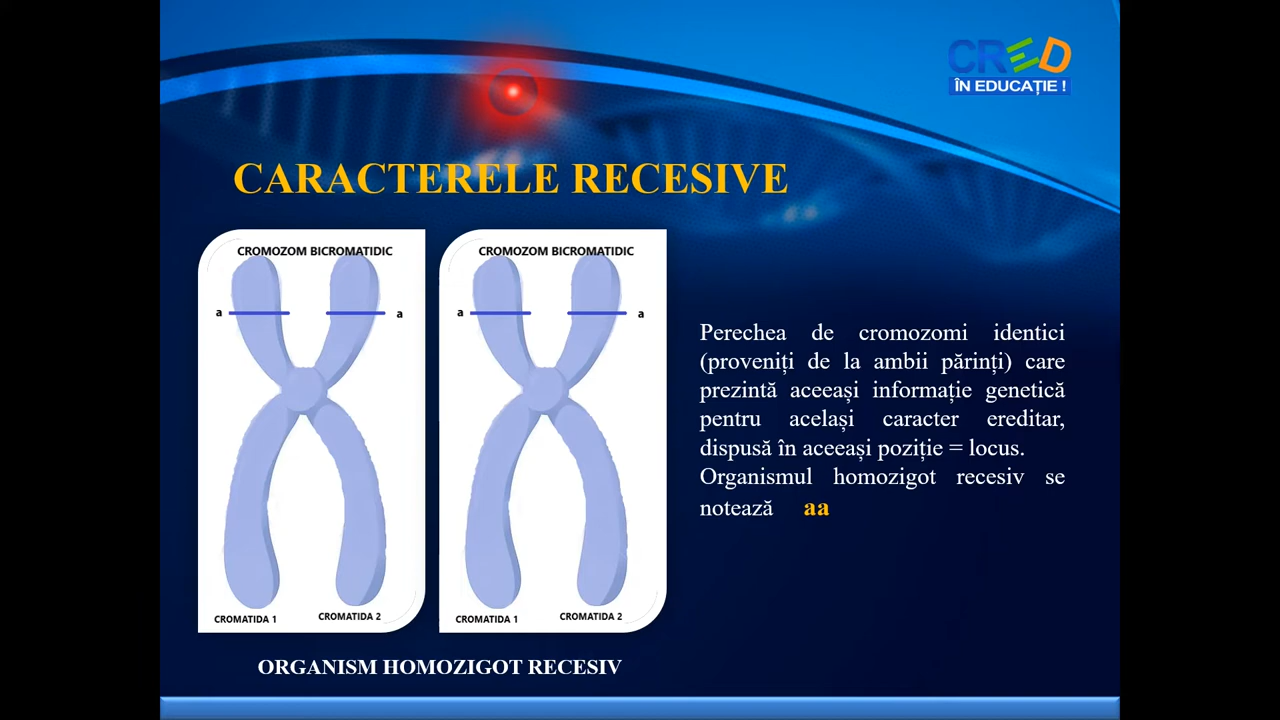 CRED
ÎN EDUCAȚIE !
CARACTERELE RECESIVE
CROMOZOM BICROMATIDIC
a
a
CROMATIDA 1
CROMATIDA 2
CROMOZOM BICROMATIDIC
a
a
CROMATIDA 1
CROMATIDA 2
ORGANISM HOMOZIGOT RECESIV
Perechea de cromozomi identici
(proveniți de la ambii părinți) care
prezintă aceeași informație genetică
pentru același caracter ereditar,
dispusă în aceeași poziție = locus.
Organismul homozigot recesiv se
notează aa